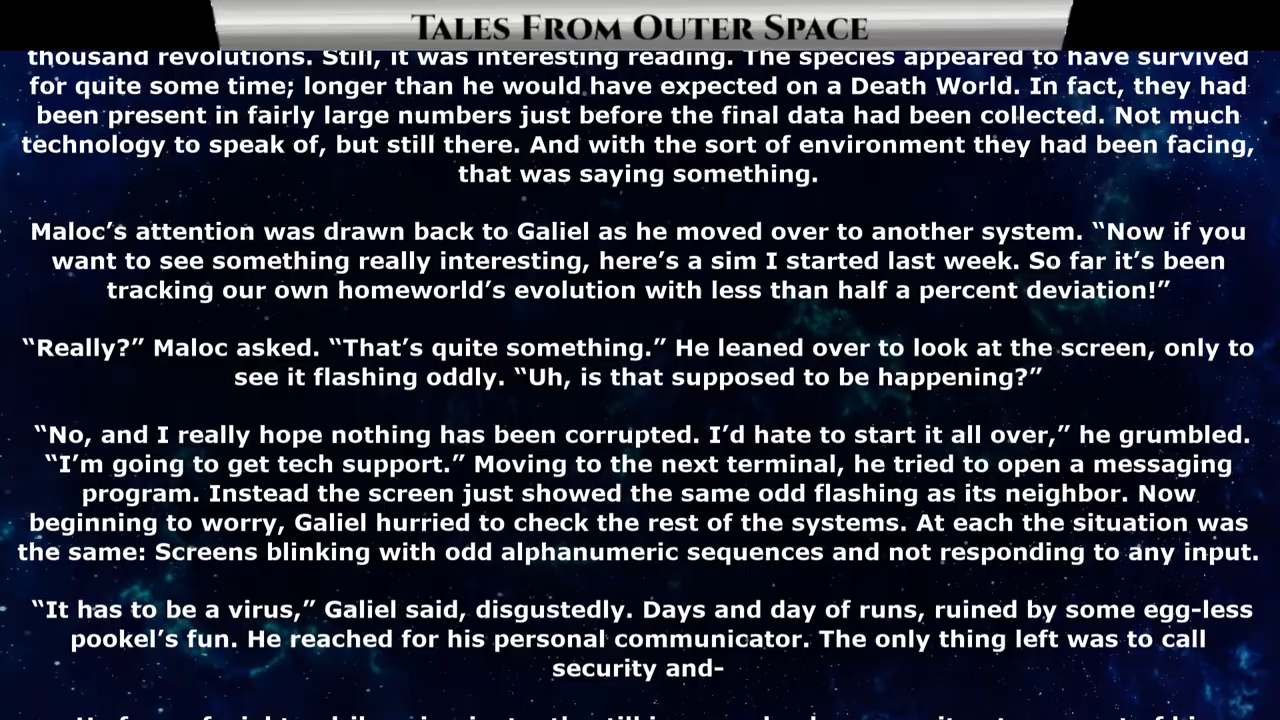 Tales From Outer Space
thousand revolutions. Still, it was interesting reading. The species appeared to have survived
for quite some time; longer than he would have expected on a Death World. In fact, they had
been present in fairly large numbers just before the final data had been collected. Not much
technology to speak of, but still there. And with the sort of environment they had been facing,
that was saying something.
Maloc’s attention was drawn back to Galiel as he moved over to another system. “Now if you
want to see something really interesting, here’s a sim I started last week. So far it’s been
tracking our own homeworld’s evolution with less than half a percent deviation!”
“Really?” Maloc asked. “That’s quite something.” He leaned over to look at the screen, only to
see it flashing oddly. “Uh, is that supposed to be happening?”
“No, and I really hope nothing has been corrupted. I’d hate to start it all over,” he grumbled.
“I’m going to get tech support.” Moving to the next terminal, he tried to open a messaging
program. Instead the screen just showed the same odd flashing as its neighbor. Now
beginning to worry, Galiel hurried to check the rest of the systems. At each the situation was
the same: Screens blinking with odd alphanumeric sequences and not responding to any input.
“It has to be a virus,” Galiel said, disgustedly. Days and day of runs, ruined by some egg-less
pookel’s fun. He reached for his personal communicator. The only thing left was to call
security and-